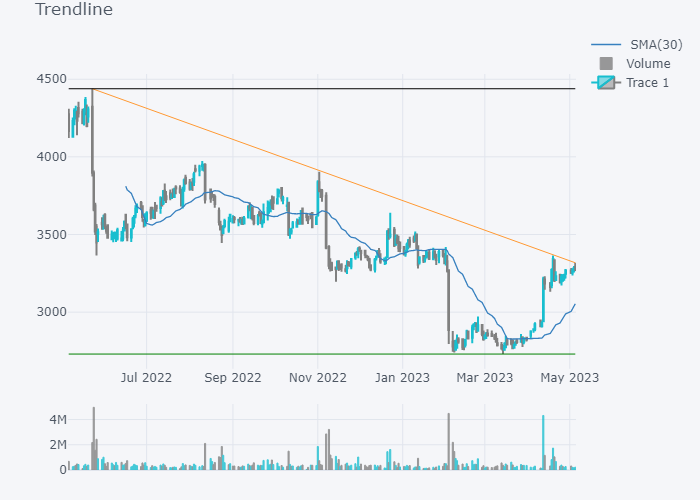 Trendline
SMA(30)
Volume
Trace 1
4500
4000
3500
3000
Jul 2022
Sep 2022
Nov 2022
Jan 2023
Mar 2023
May 2023
4M
2M
0